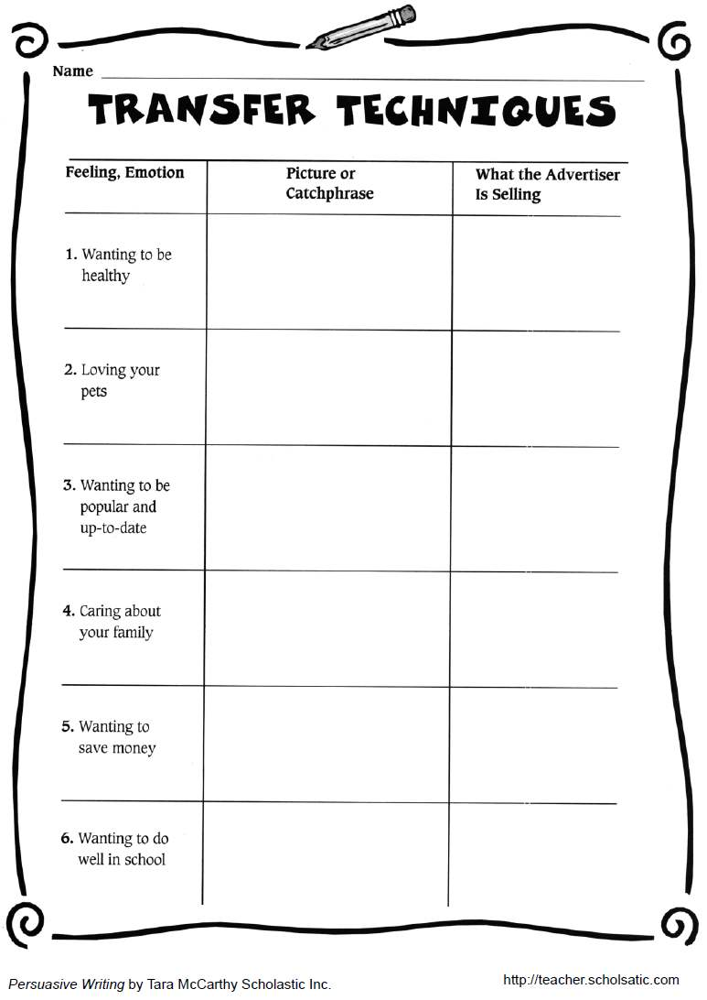 Name
TRANSFER TECHNIQUES
Feeling, Emotion
Picture or
Catchphrase
What the Advertiser
Is Selling
1. Wanting to be
healthy
2. Loving your
pets
3. Wanting to be
popular and
up-to-date
4. Caring about
your family
5. Wanting to
save money
6. Wanting to do
well in school
Persuasive Writing by Tara McCarthy Scholastic Inc.
http://teacher.scholsatic.com